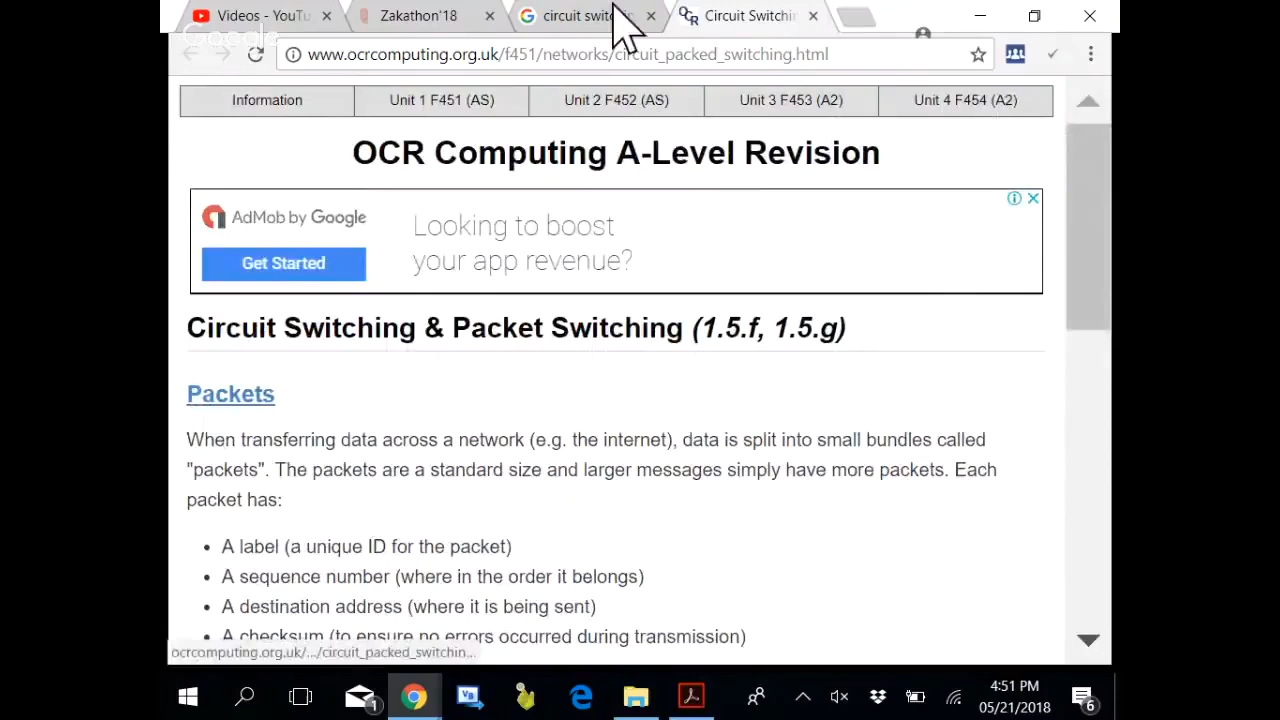 Videos - YouTu
Zakathon'18
circuit switc
Circuit Switchin
Google
www.ocrcomputing.org.uk/f451/networks/circuit_packed_switching.html
Information
Unit 1 F451 (AS)
Unit 2 F452 (AS)
Unit 3 F453 (A2)
Unit 4 F454 (A2)
OCR Computing A-Level Revision
AdMob by Google
Get Started
Looking to boost
your app revenue?
Circuit Switching & Packet Switching (1.5.f, 1.5.g)
Packets
When transferring data across a network (e.g. the internet), data is split into small bundles called
"packets". The packets are a standard size and larger messages simply have more packets. Each
packet has:
• A label (a unique ID for the packet)
• A sequence number (where in the order it belongs)
• A destination address (where it is being sent)
• A checksum (to ensure no errors occurred during transmission)
ocrcomputing.org.uk/.../circuit_packed_switchin...
1
VB
4:51 PM
05/21/2018
6